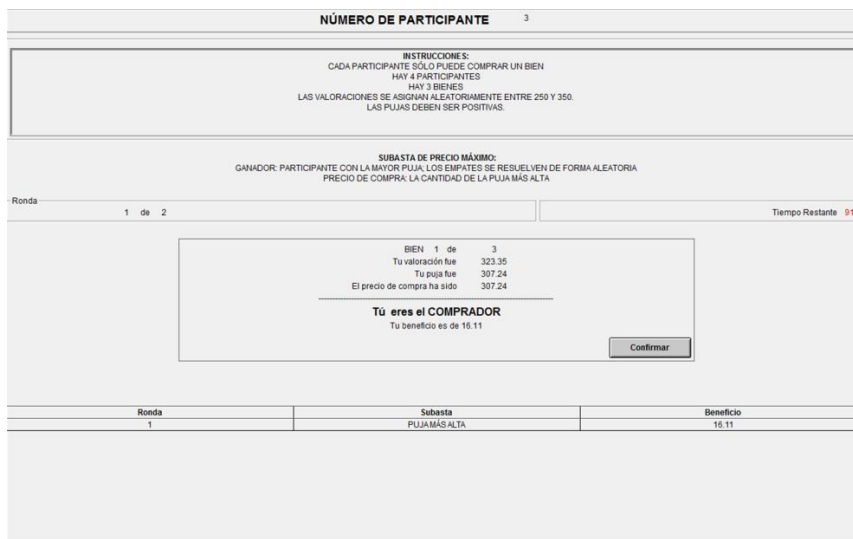 NÚMERO DE PARTICIPANTE 3
INSTRUCCIONES:
CADA PARTICIPANTE SÓLO PUEDE COMPRAR UN BIEN
HAY 4 PARTICIPANTES
HAY 3 BIENES
LAS VALORACIONES SE ASIGNAN ALEATORIAMENTE ENTRE 250 Y 350.
LAS PUJAS DEBEN SER POSITIVAS.
SUBASTA DE PRECIO MÁXIMO:
GANADOR: PARTICIPANTE CON LA MAYOR PUJA; LOS EMPATES SE RESUELVEN DE FORMA ALEATORIA
PRECIO DE COMPRA: LA CANTIDAD DE LA PUJA MÁS ALTA
Ronda
1 de 2 Tiempo Restante 91
BIEN 1 de 3
Tu valoración fue 323.35
Tu puja fue 307.24
El precio de compra ha sido 307.24
Tú eres el COMPRADOR
Tu beneficio es de 16.11
Confirmar
Ronda Subasta Beneficio
1 PUJA MÁS ALTA 16.11